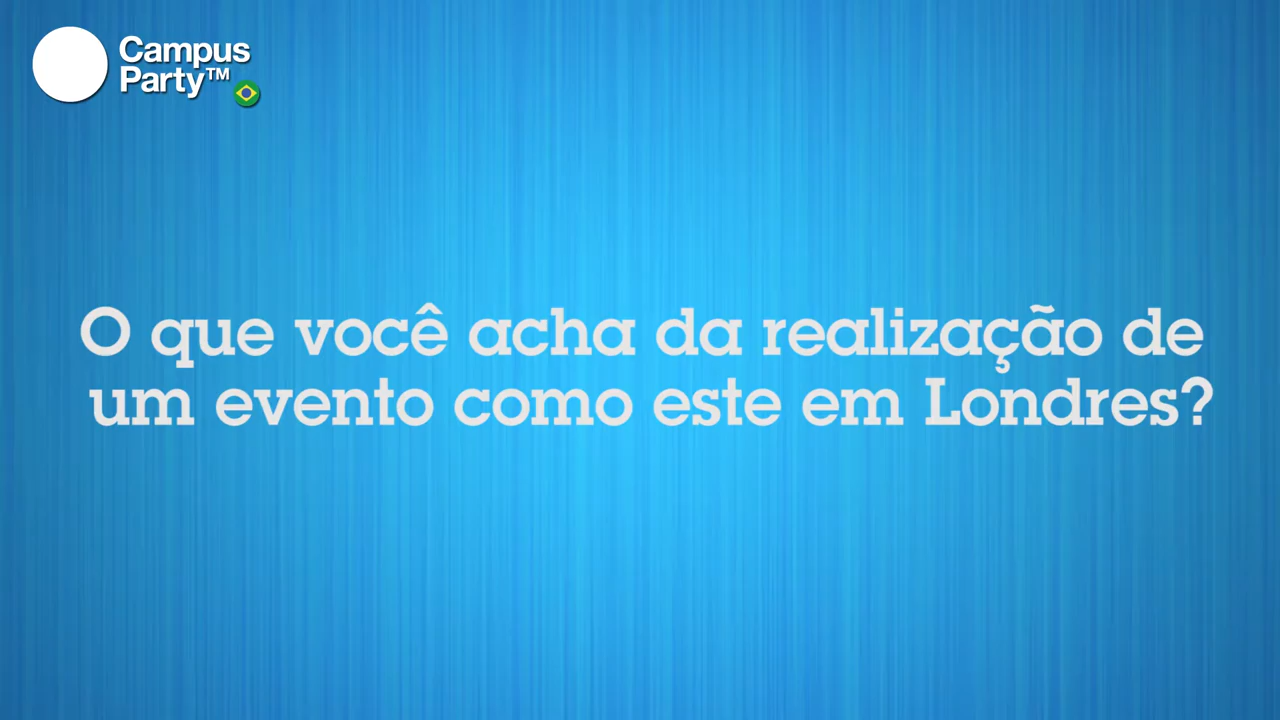 Campus
Party™
O que você acha da realização de
um evento como este em Londres?